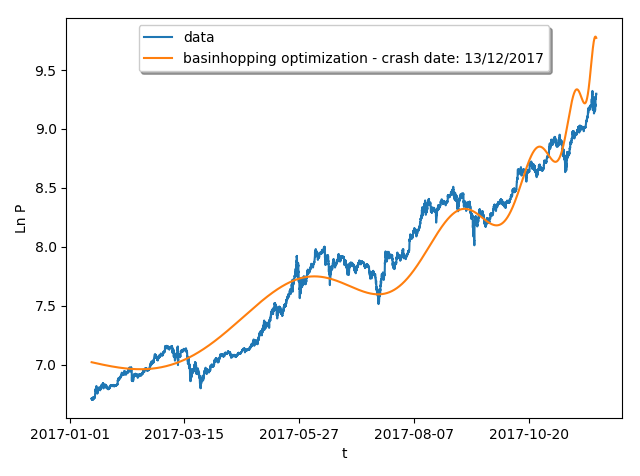 data
basinhopping optimization - crash date: 13/12/2017
9.5
9.0
8.5
8.0
7.5
7.0
Ln P
2017-01-01 2017-03-15 2017-05-27 2017-08-07 2017-10-20
t